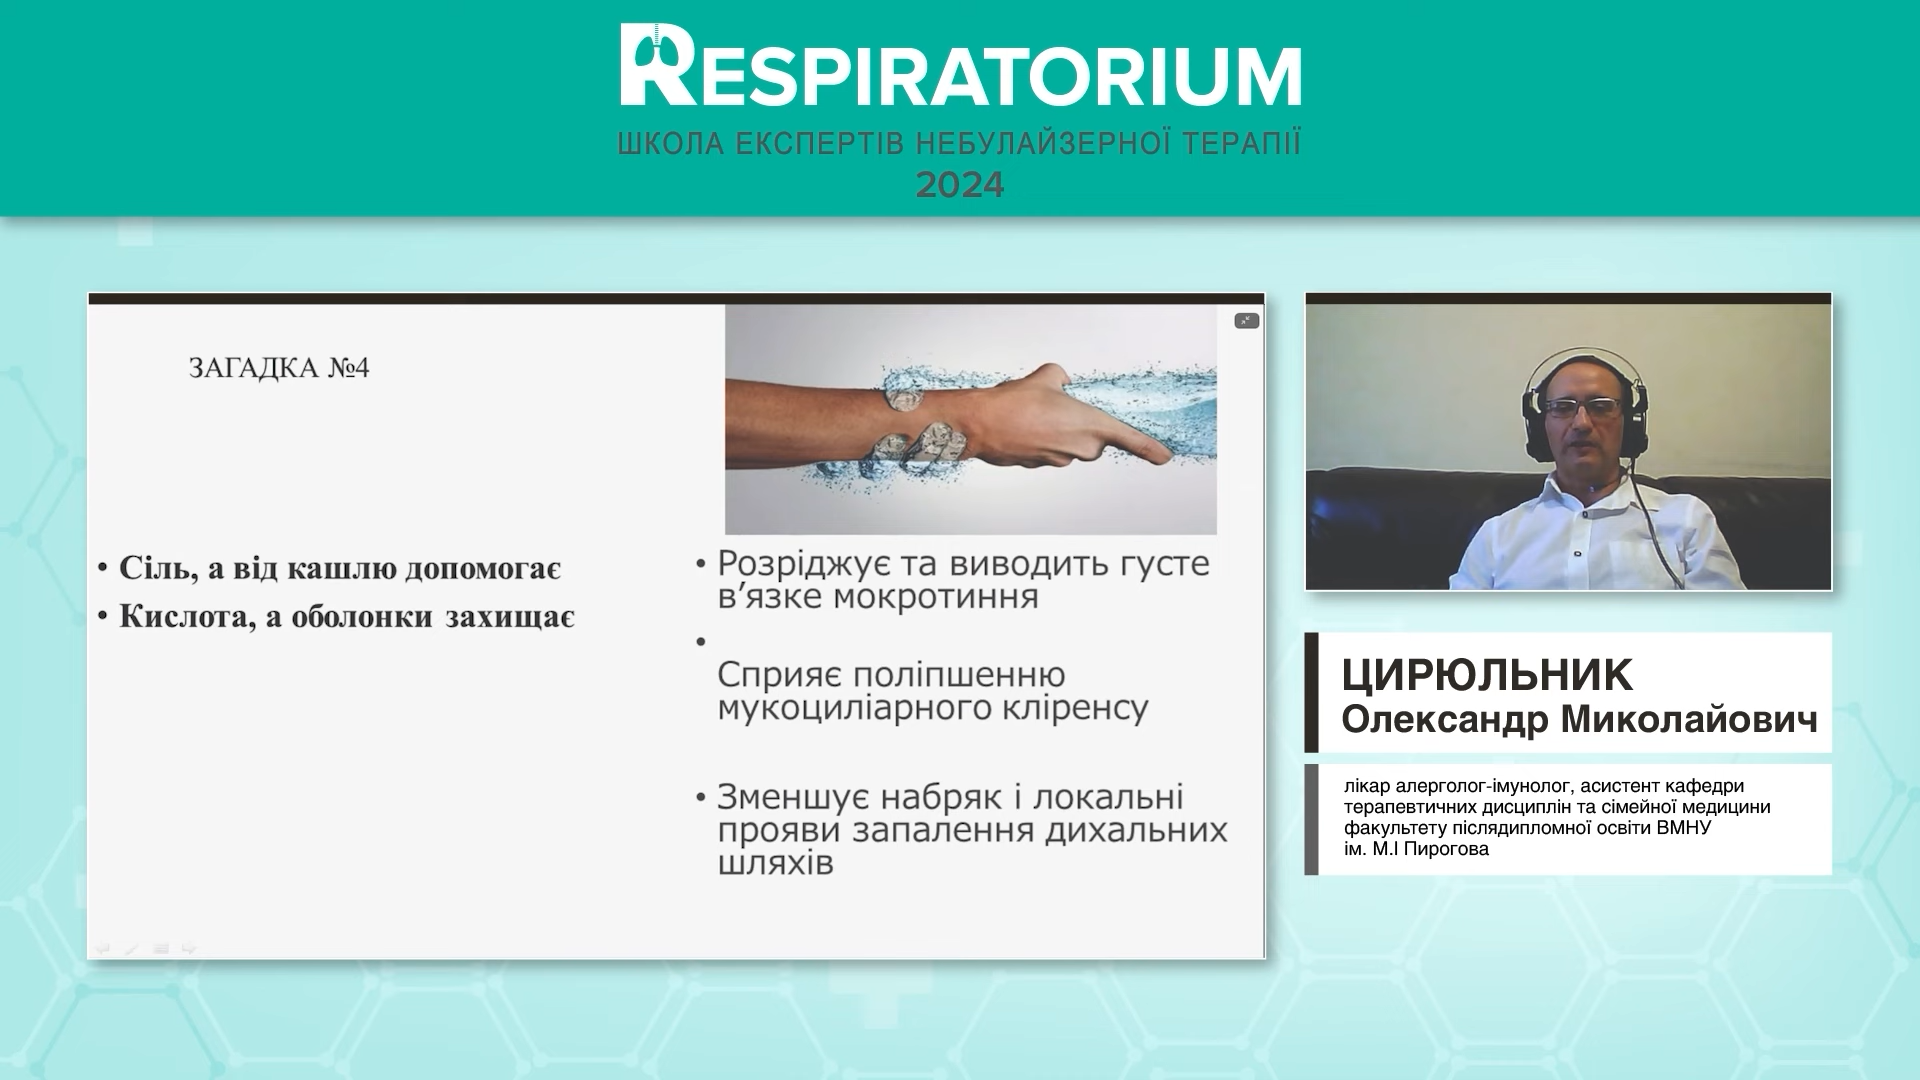 RESPIRATORIUM
ШКОЛА ЕКСПЕРТІВ НЕБУЛАЙЗЕРНОЇ ТЕРАПІЇ
2024
ЗАГАДКА №4
• Сіль, а від кашлю допомогає
• Кислота, а оболонки захищає
• Розріджує та виводить густе
в’язке мокротиння
•
Сприяє поліпшенню
мукоциліарного кліренсу
• Зменшує набряк і локальні
прояви запалення дихальних
шляхів
ЦИРЮЛЬНИК
Олександр Миколайович
лікар алерголог-імунолог, асистент кафедри
терапевтичних дисциплін та сімейної медицини
факультету післядипломної освіти ВМНУ
ім. М.І Пирогова